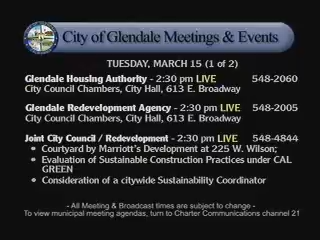 City of Glendale Meetings & Events
TUESDAY, MARCH 15 (1 of 2)
Glendale Housing Authority - 2:30 pm LIVE 548-2060
City Council Chambers, City Hall, 613 E. Broadway
Glendale Redevelopment Agency - 2:30 pm LIVE 548-2005
City Council Chambers, City Hall, 613 E. Broadway
Joint City Council / Redevelopment - 2:30 pm LIVE 548-4844
• Courtyard by Marriott's Development at 225 W. Wilson;
• Evaluation of Sustainable Construction Practices under CAL
GREEN
• Consideration of a citywide Sustainability Coordinator
- All Meeting & Broadcast times are subject to change -
To view municipal meeting agendas, turn to Charter Communications channel 21